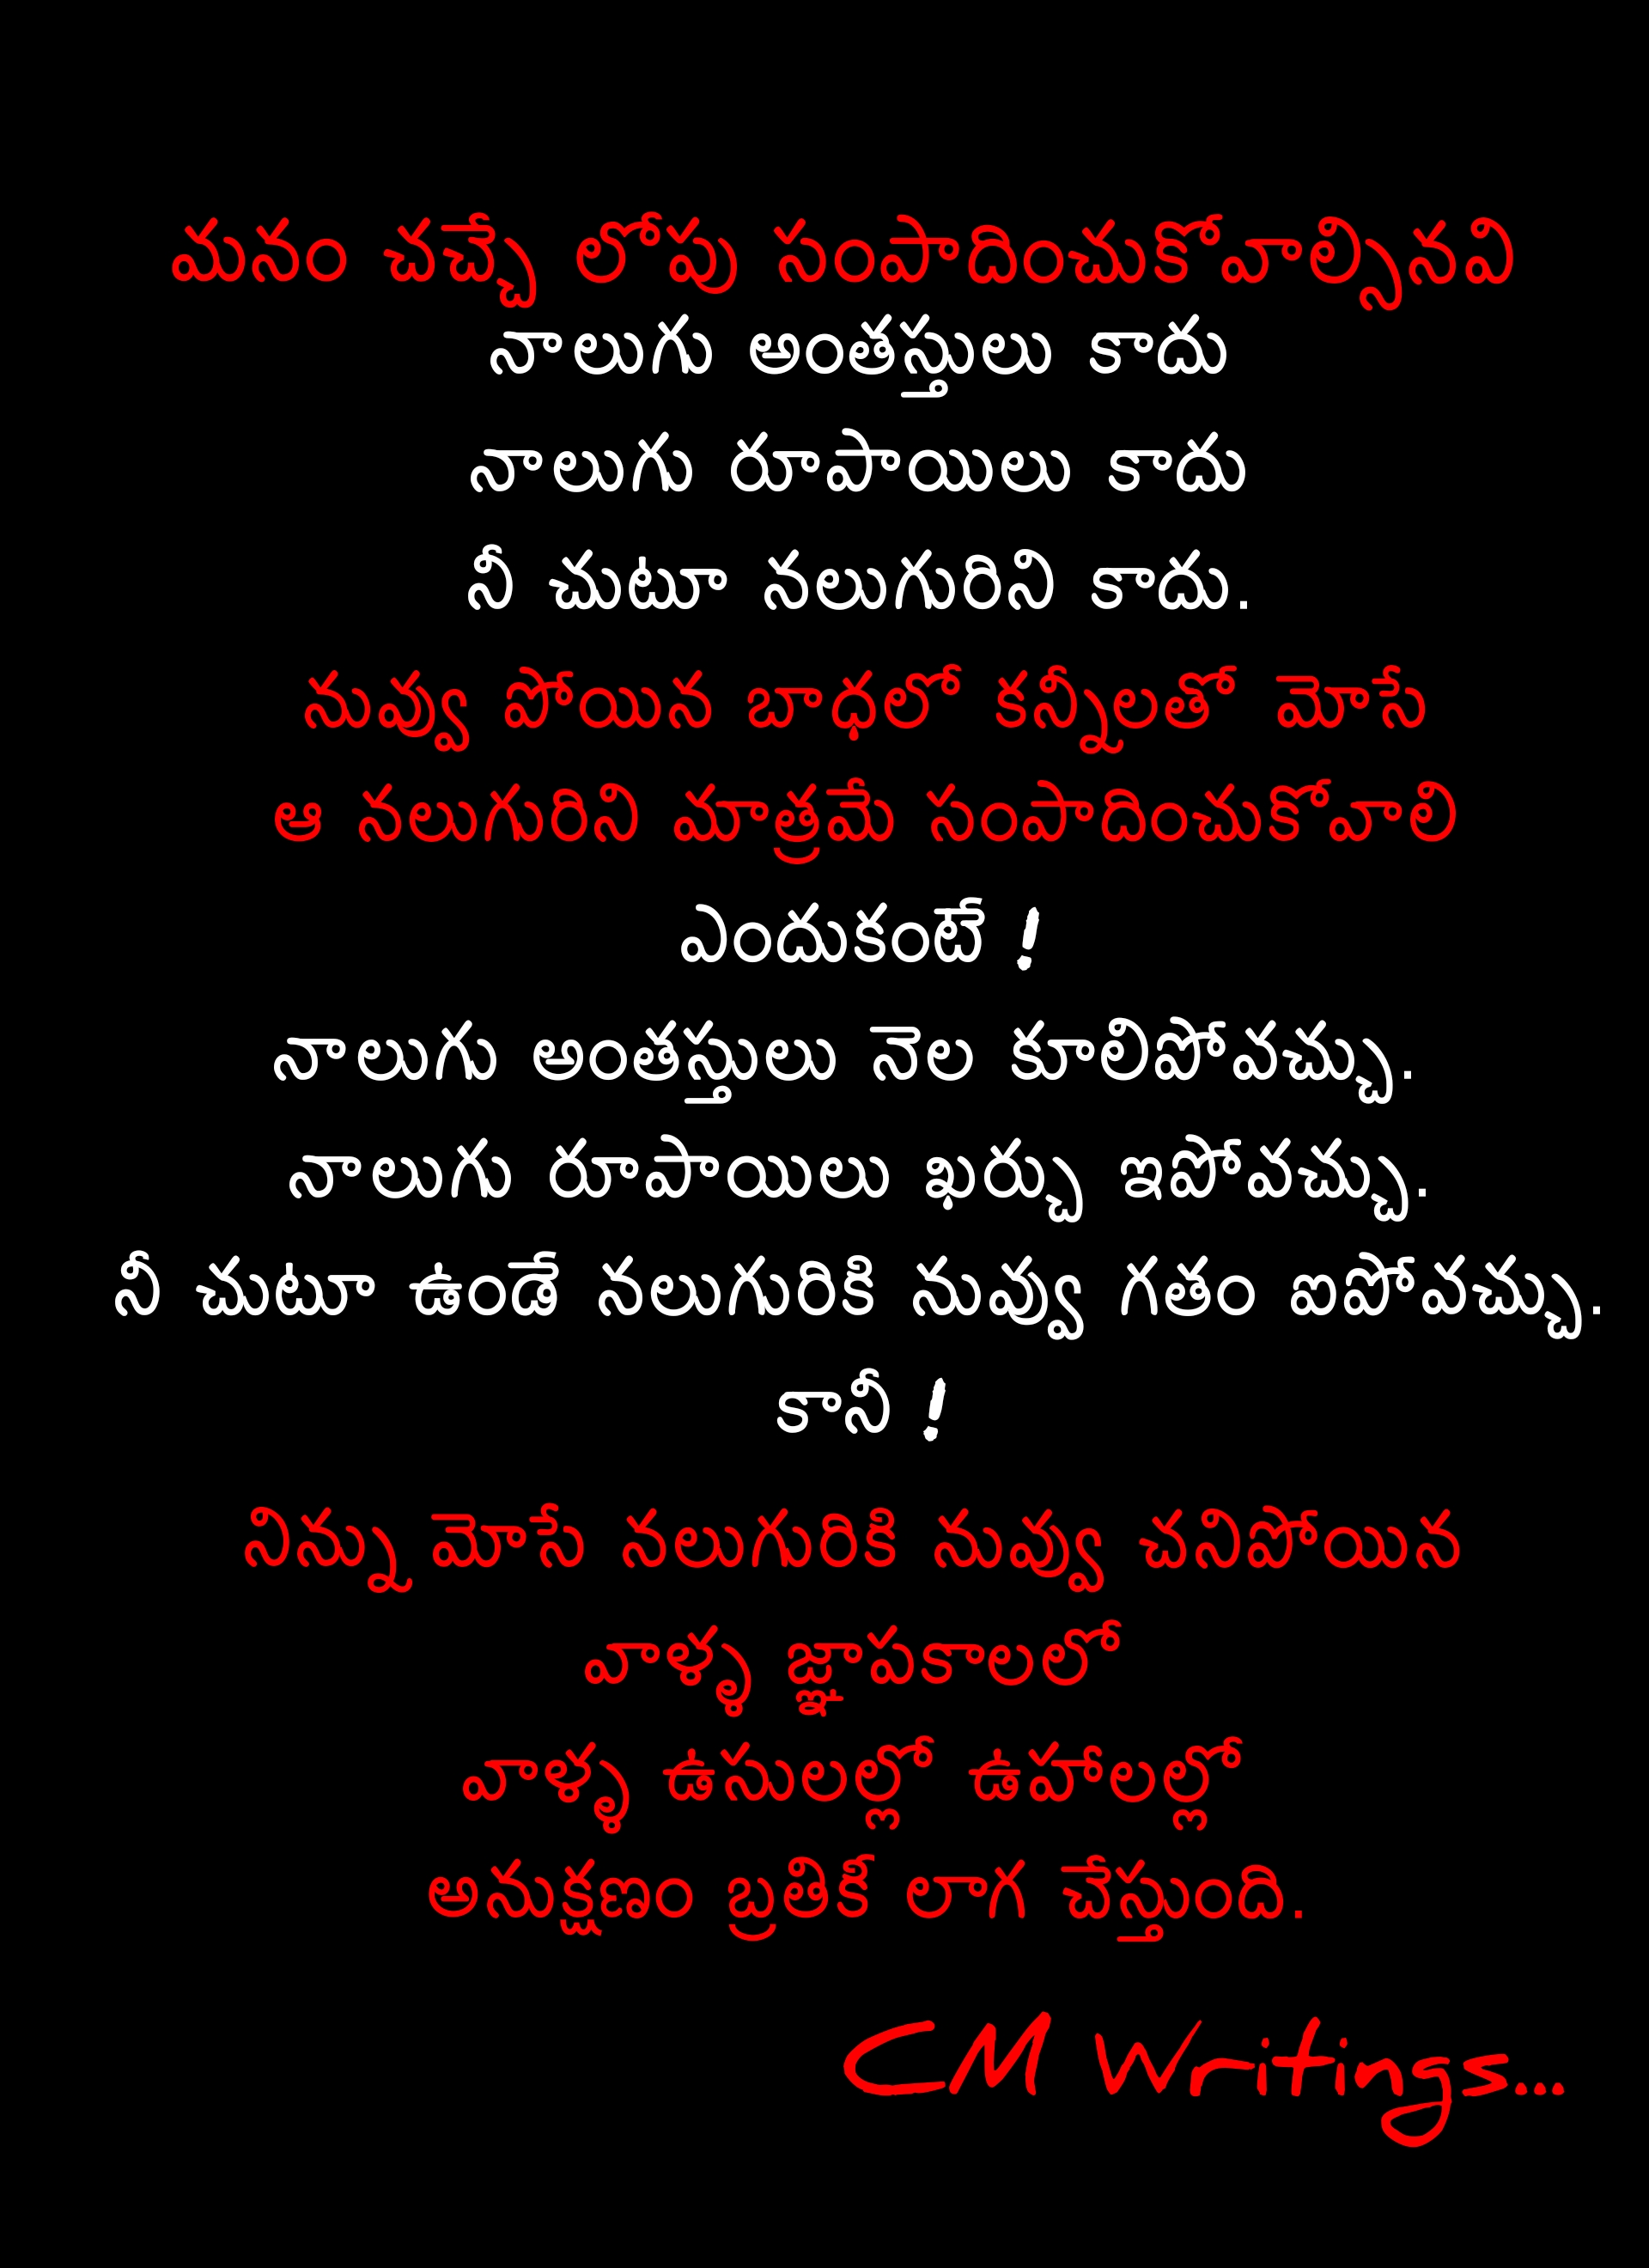 మనం చచ్చే లోపు సంపాదించుకోవాల్సినవి
నాలుగు అంతస్తులు కాదు
నాలుగు రూపాయిలు కాదు
నీ చుటూ నలుగురిని కాదు.
నువ్వు పోయిన బాధలో కన్నీలతో మోసే
ఆ నలుగురిని మాత్రమే సంపాదించుకోవాలి
ఎందుకంటే !
నాలుగు అంతస్తులు నెల కూలిపోవచ్చు.
నాలుగు రూపాయిలు ఖర్చు ఇపోవచ్చు.
నీ చుటూ ఉండే నలుగురికి నువ్వు గతం ఐపోవచ్చు.
కానీ !
నిన్ను మోసే నలుగురికి నువ్వు చనిపోయిన
వాళ్ళ జ్ఞాపకాలలో
వాళ్ళ ఉసులల్లో ఉహాలల్లో
అనుక్షణం బ్రతికే లాగ చేస్తుంది.
CM Writings...